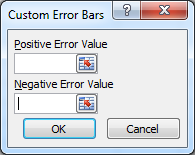 Custom Error Bars
Positive Error Value
Negative Error Value
OK
Cancel